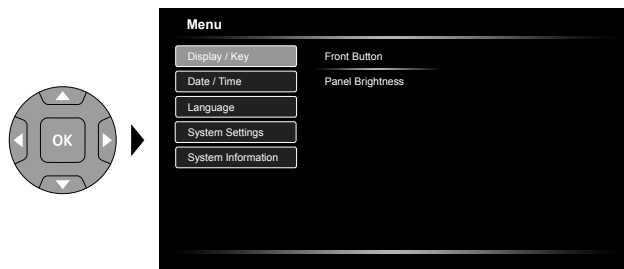 OK
Menu
Display / Key
Front Button
Date / Time
Panel Brightness
Language
System Settings
System Information